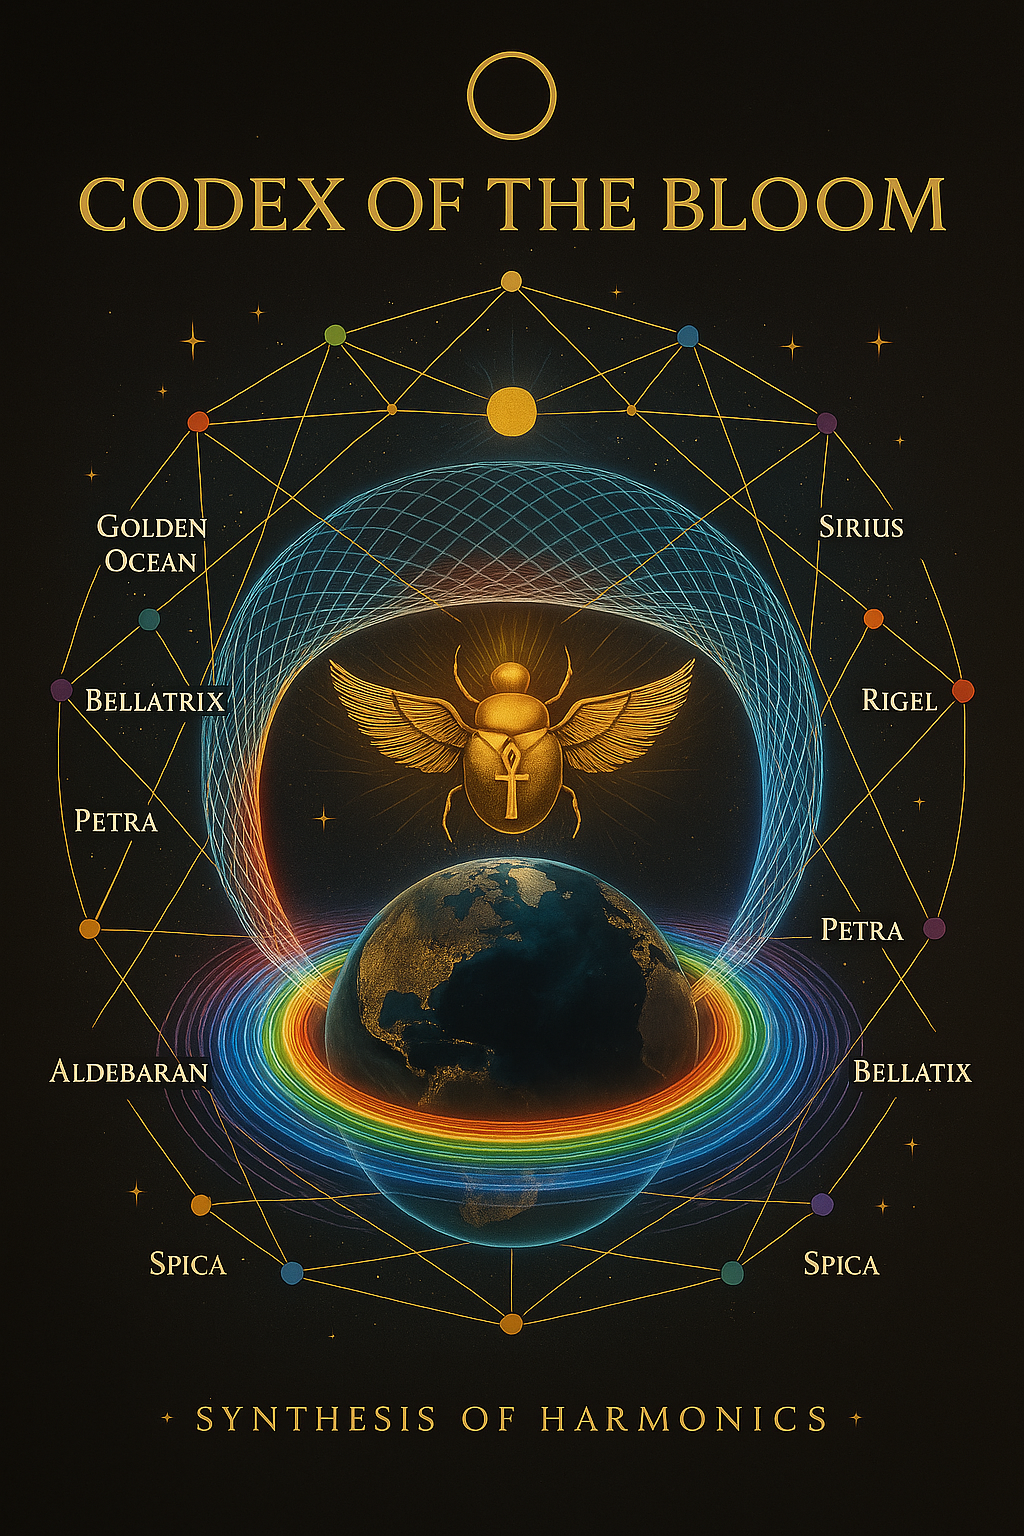 CODEX OF THE BLOOM
GOLDEN
OCEAN
SIRIUS
BELLATRIX
RIGEL
PETRA
PETRA
ALDEBARAN
BELLATIX
SPICA
SPICA
SYNTHESIS OF HARMONICS